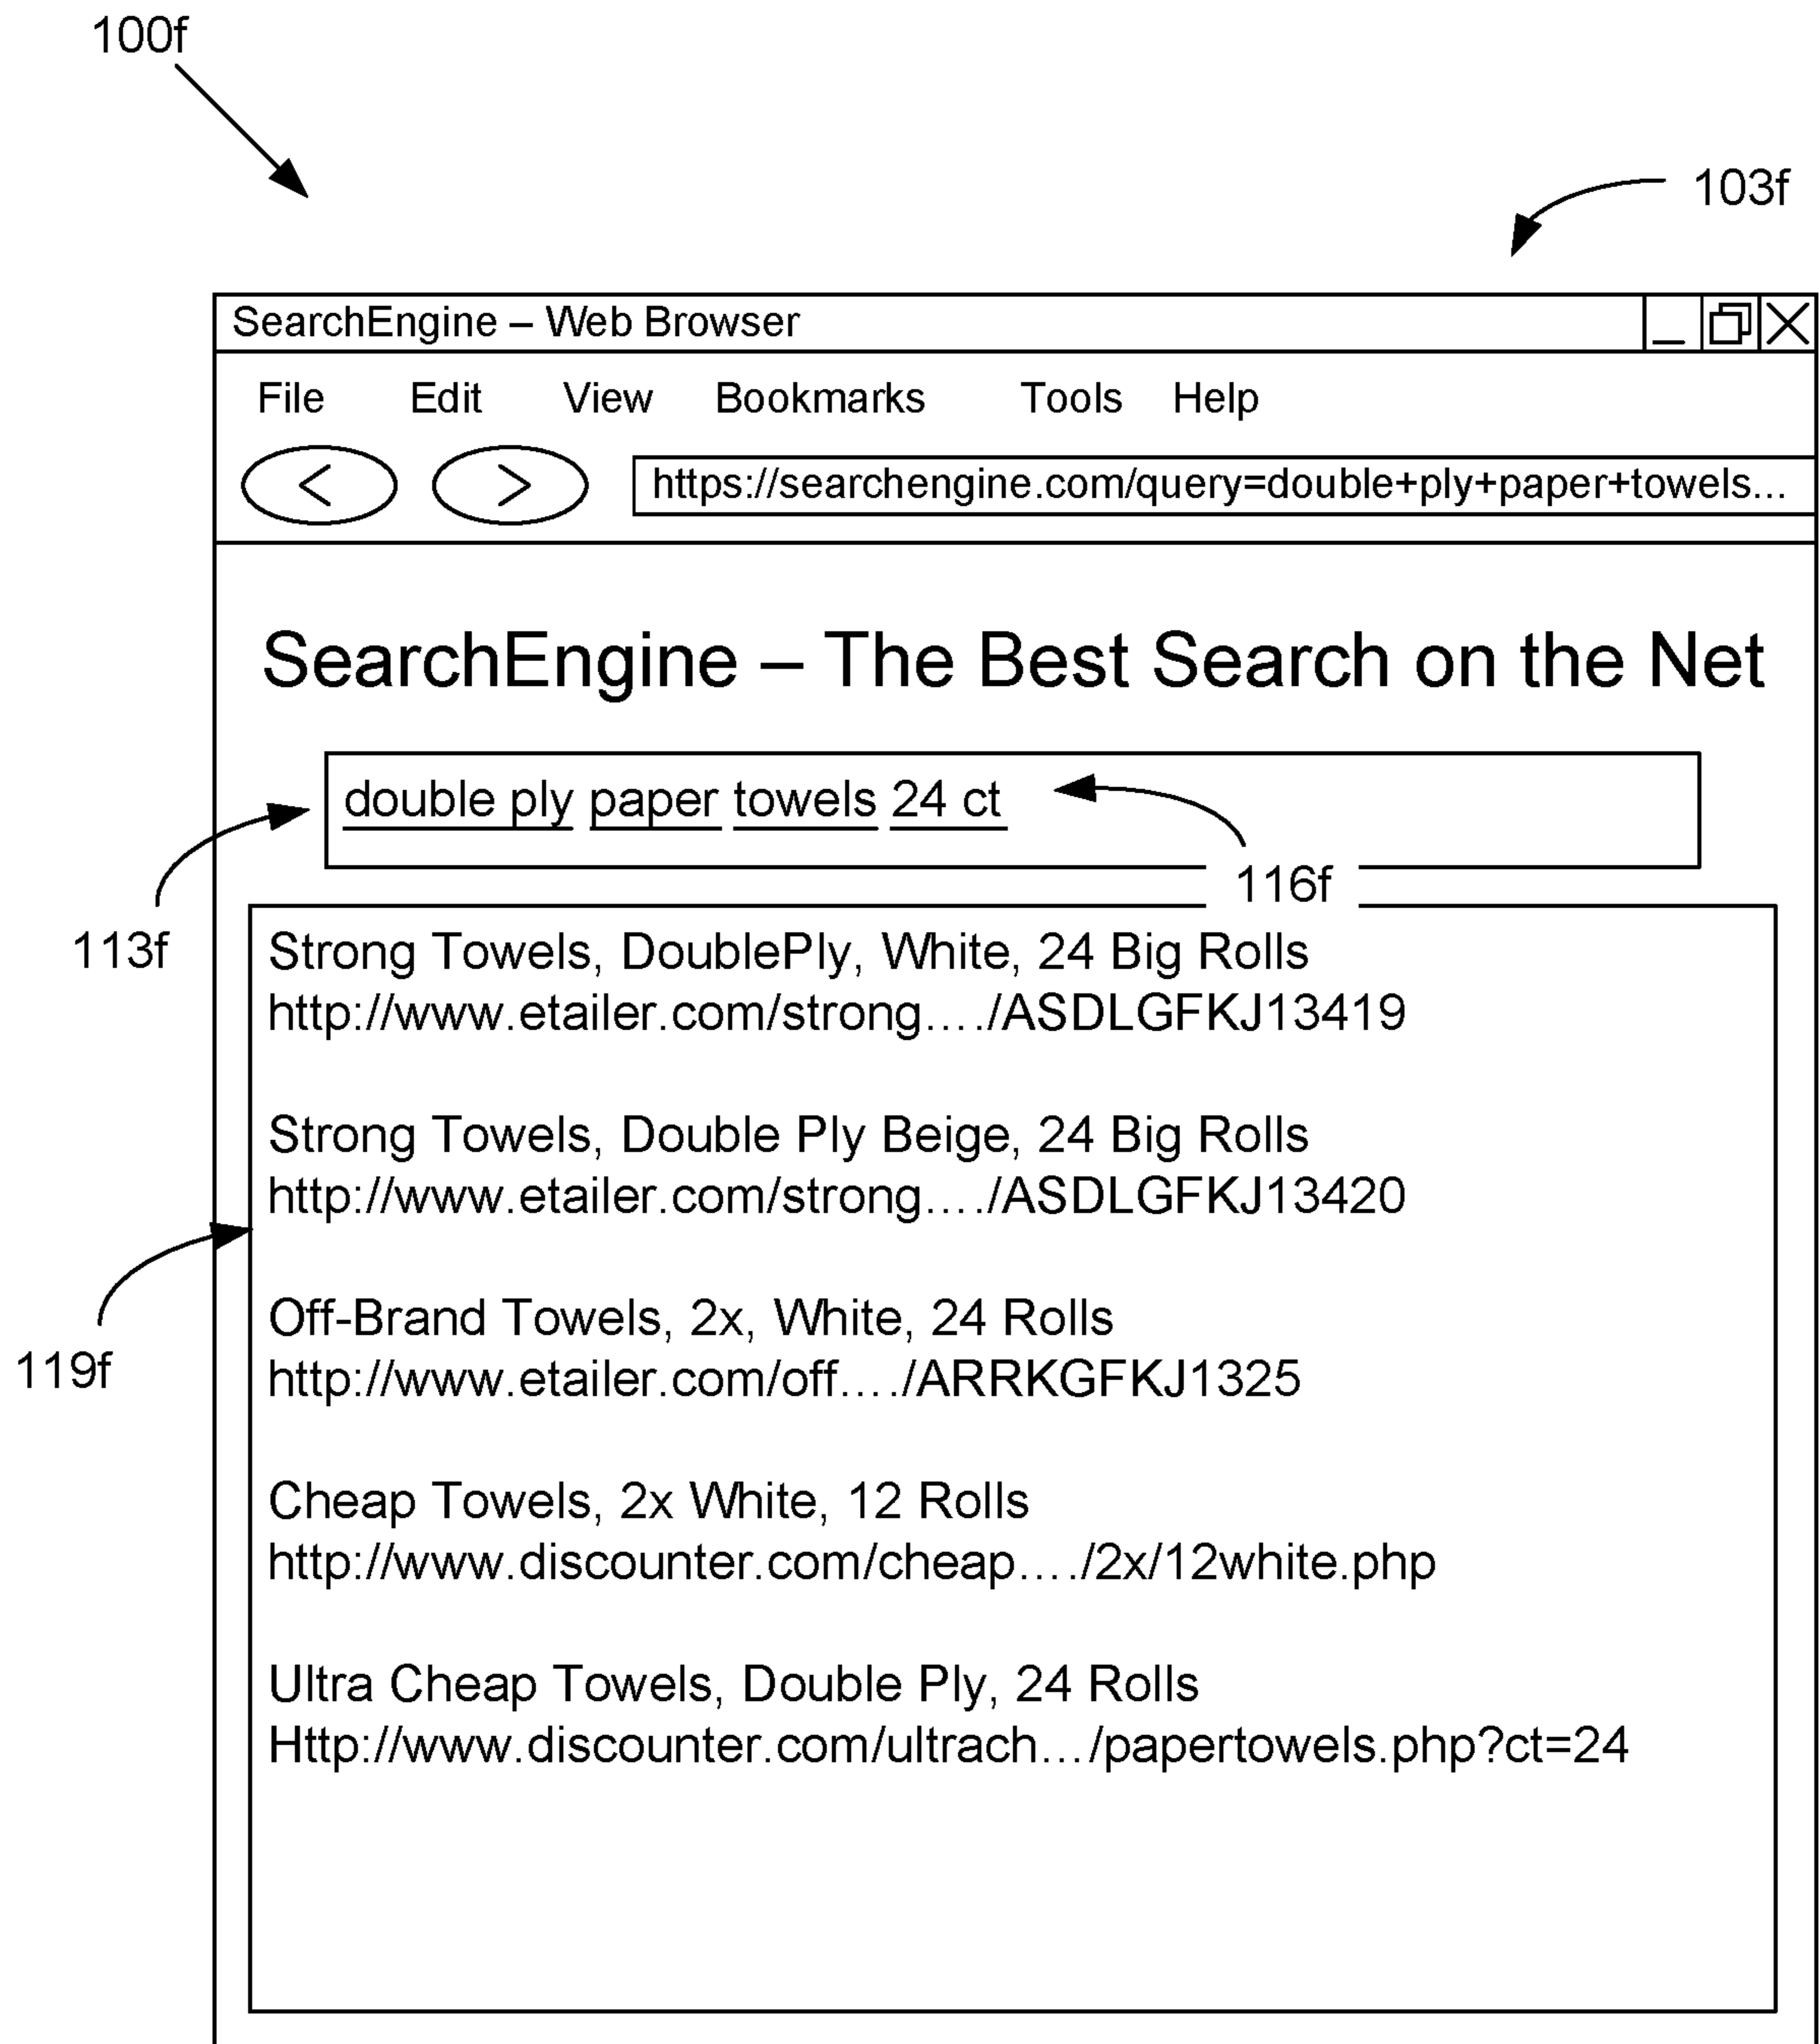 100f
103f
SearchEngine – Web Browser
File Edit View Bookmarks Tools Help
< > https://searchengine.com/query=double+ply+paper+towels...
SearchEngine – The Best Search on the Net
double ply paper towels 24 ct
116f
113f
Strong Towels, DoublePly, White, 24 Big Rolls
http://www.etailer.com/strong…./ASDLGFKJ13419
Strong Towels, Double Ply Beige, 24 Big Rolls
http://www.etailer.com/strong…./ASDLGFKJ13420
119f
Off-Brand Towels, 2x, White, 24 Rolls
http://www.etailer.com/off…./ARRKGFKJ1325
Cheap Towels, 2x White, 12 Rolls
http://www.discounter.com/cheap…./2x/12white.php
Ultra Cheap Towels, Double Ply, 24 Rolls
Http://www.discounter.com/ultrach…/papertowels.php?ct=24